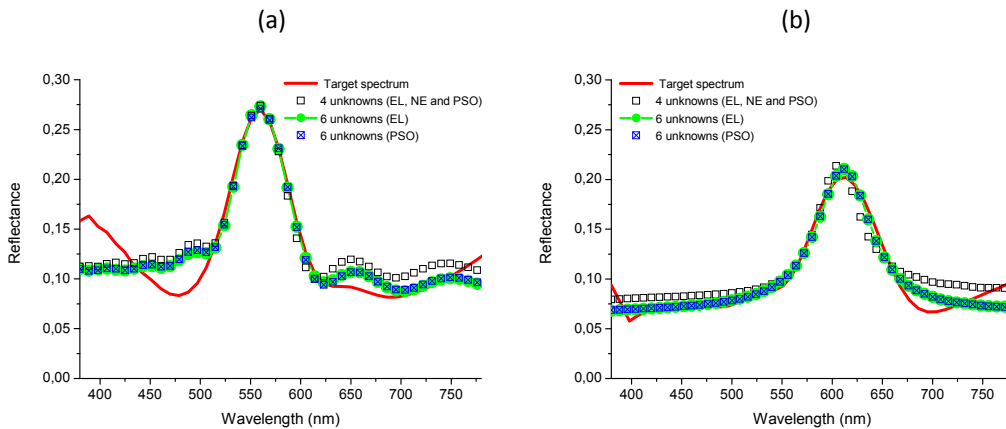 (a)
0,30
0,25
0,20
0,15
0,10
0,05
0,00
Reflectance
Target spectrum
4 unknowns (EL, NE and PSO)
6 unknowns (EL)
6 unknowns (PSO)
400 450 500 550 600 650 700 750
Wavelength (nm)
(b)
0,30
0,25
0,20
0,15
0,10
0,05
0,00
Reflectance
Target spectrum
4 unknowns (EL, NE and PSO)
6 unknowns (EL)
6 unknowns (PSO)
400 450 500 550 600 650 700 750
Wavelength (nm)